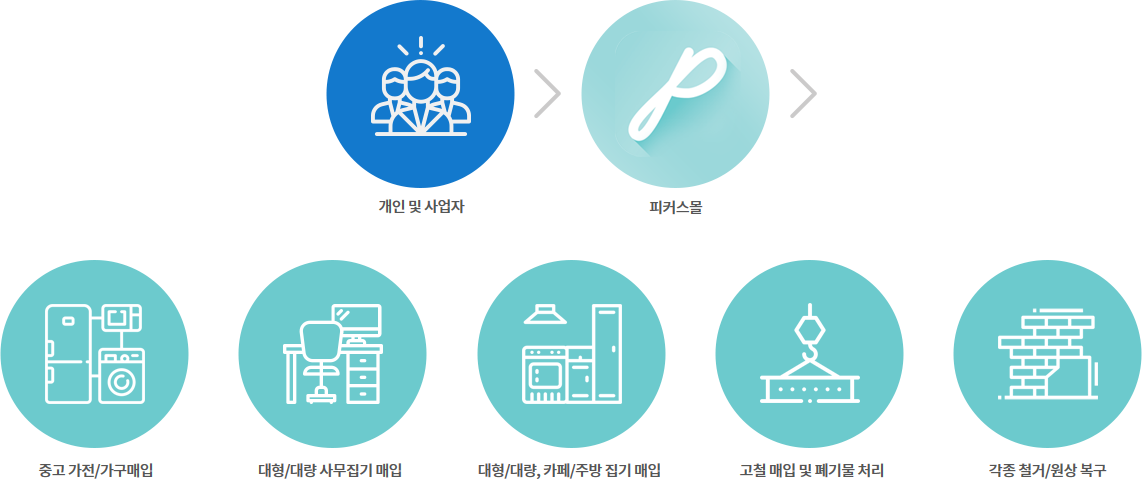 개인 및 사업자
피커스몰
중고 가전/가구매입
대형/대량 사무집기 매입
대형/대량, 카페/주방 집기 매입
고철 매입 및 폐기물 처리
각종 철거/원상 복구